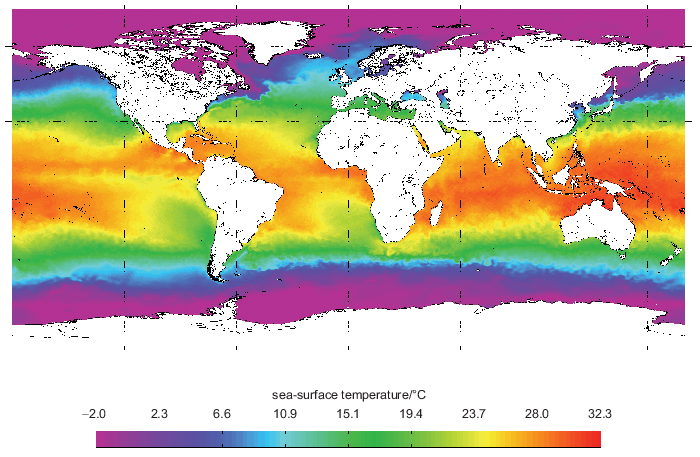 sea-surface temperature/°C
–2.0 2.3 6.6 10.9 15.1 19.4 23.7 28.0 32.3